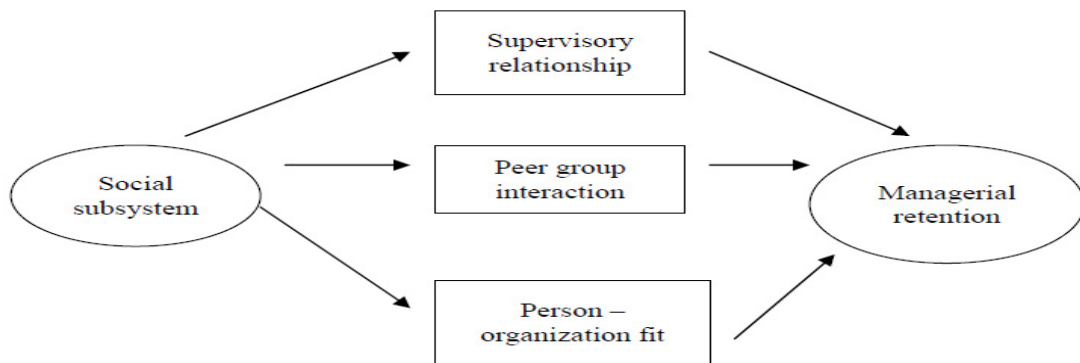 Supervisory
relationship
Social
subsystem
Peer group
interaction
Managerial
retention
Person –
organization fit